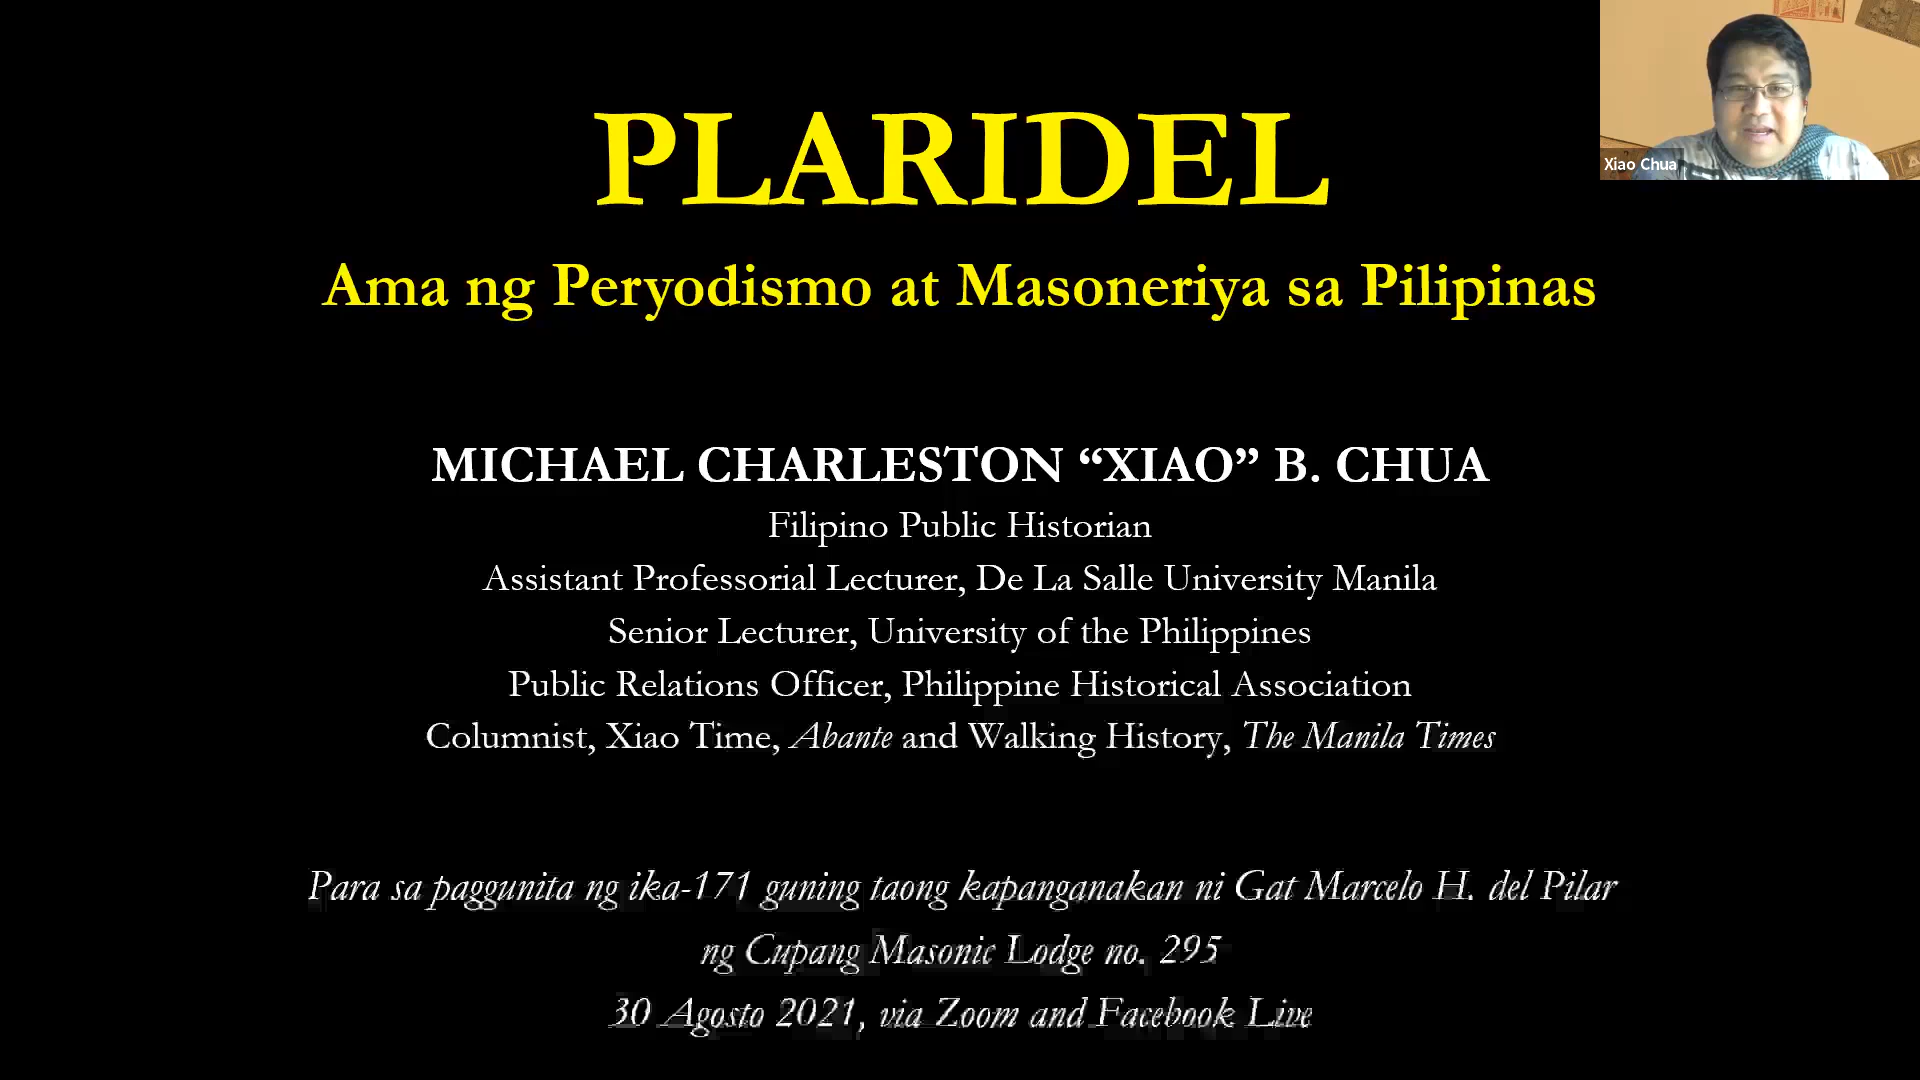 PLARIDEL
Ama ng Peryodismo at Masoneriya sa Pilipinas
Xiao Chua
MICHAEL CHARLESTON “XIAO” B. CHUA
Filipino Public Historian
Assistant Professorial Lecturer, De La Salle University Manila
Senior Lecturer, University of the Philippines
Public Relations Officer, Philippine Historical Association
Columnist, Xiao Time, Abante and Walking History, The Manila Times
Para sa paggunita ng ika-171 guning taong kapanganakan ni Gat Marcelo H. del Pilar
ng Cupang Masonic Lodge no. 295
30 Agosto 2021, via Zoom and Facebook Live